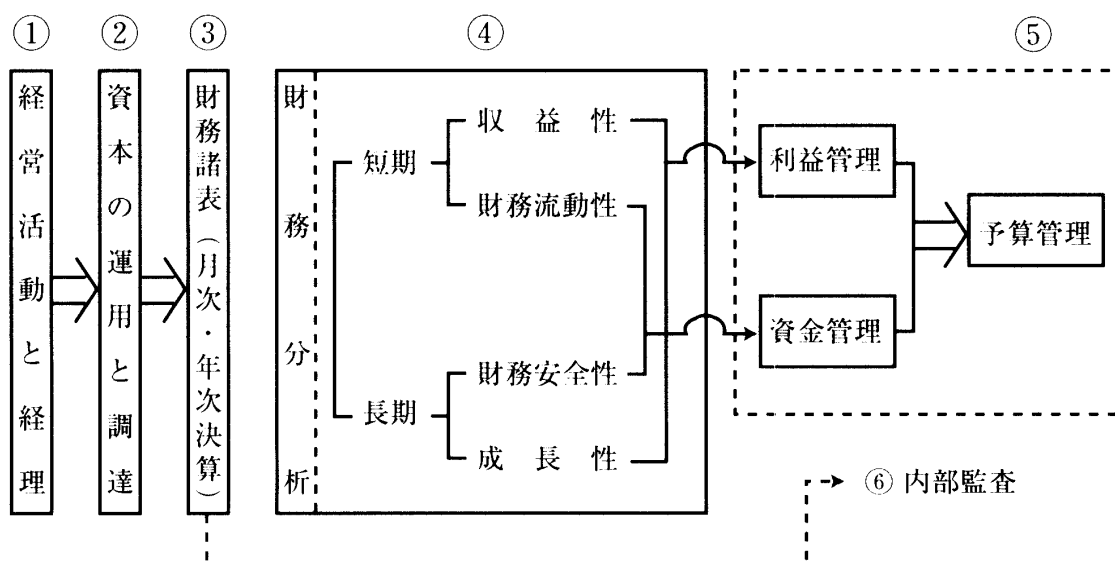 ①
経営活動と経理
②
資本の運用と調達
③
財務諸表（月次・年次決算）
④
財務分析
短期
収益性
財務流動性
長期
財務安全性
成長性
⑤
利益管理
資金管理
予算管理
⑥ 内部監査